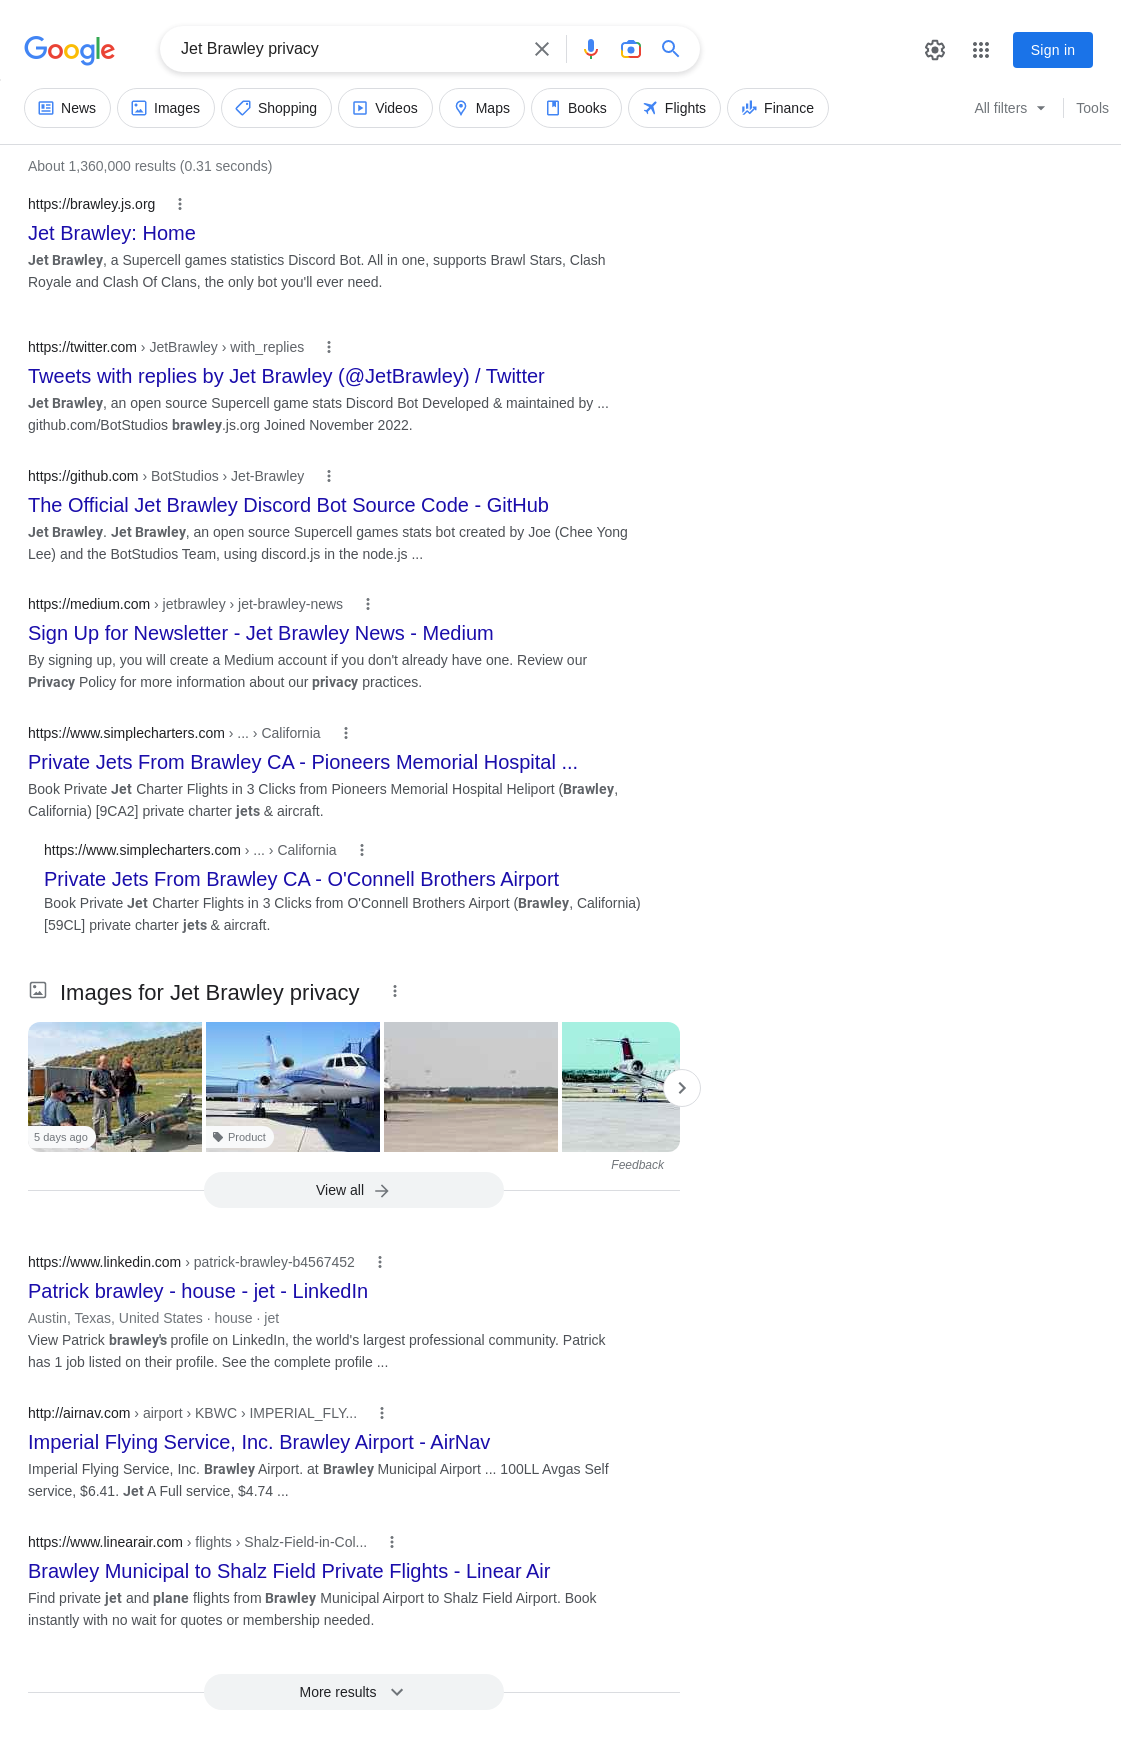 Google
Jet Brawley privacy
Sign in
News
Images
Shopping
Videos
Maps
Books
Flights
Finance
All filters
Tools
About 1,360,000 results (0.31 seconds)
https://brawley.js.org
Jet Brawley: Home
Jet Brawley, a Supercell games statistics Discord Bot. All in one, supports Brawl Stars, Clash
Royale and Clash Of Clans, the only bot you'll ever need.
https://twitter.com › JetBrawley › with_replies
Tweets with replies by Jet Brawley (@JetBrawley) / Twitter
Jet Brawley, an open source Supercell game stats Discord Bot Developed & maintained by ...
github.com/BotStudios brawley.js.org Joined November 2022.
https://github.com › BotStudios › Jet-Brawley
The Official Jet Brawley Discord Bot Source Code - GitHub
Jet Brawley. Jet Brawley, an open source Supercell games stats bot created by Joe (Chee Yong
Lee) and the BotStudios Team, using discord.js in the node.js ...
https://medium.com › jetbrawley › jet-brawley-news
Sign Up for Newsletter - Jet Brawley News - Medium
By signing up, you will create a Medium account if you don't already have one. Review our
Privacy Policy for more information about our privacy practices.
https://www.simplecharters.com › ... › California
Private Jets From Brawley CA - Pioneers Memorial Hospital ...
Book Private Jet Charter Flights in 3 Clicks from Pioneers Memorial Hospital Heliport (Brawley,
California) [9CA2] private charter jets & aircraft.
https://www.simplecharters.com › ... › California
Private Jets From Brawley CA - O'Connell Brothers Airport
Book Private Jet Charter Flights in 3 Clicks from O'Connell Brothers Airport (Brawley, California)
[59CL] private charter jets & aircraft.
Images for Jet Brawley privacy
5 days ago
Product
Feedback
View all
https://www.linkedin.com › patrick-brawley-b4567452
Patrick brawley - house - jet - LinkedIn
Austin, Texas, United States · house · jet
View Patrick brawley's profile on LinkedIn, the world's largest professional community. Patrick
has 1 job listed on their profile. See the complete profile ...
http://airnav.com › airport › KBWC › IMPERIAL_FLY...
Imperial Flying Service, Inc. Brawley Airport - AirNav
Imperial Flying Service, Inc. Brawley Airport. at Brawley Municipal Airport ... 100LL Avgas Self
service, $6.41. Jet A Full service, $4.74 ...
https://www.linearair.com › flights › Shalz-Field-in-Col...
Brawley Municipal to Shalz Field Private Flights - Linear Air
Find private jet and plane flights from Brawley Municipal Airport to Shalz Field Airport. Book
instantly with no wait for quotes or membership needed.
More results